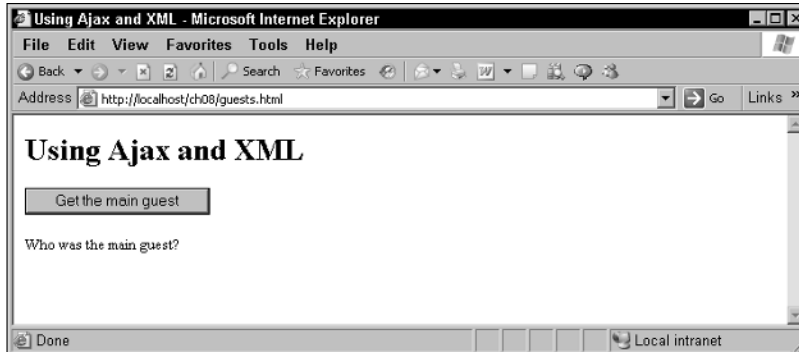 Using Ajax and XML - Microsoft Internet Explorer
File Edit View Favorites Tools Help
Back Search Favorites
Address http://localhost/ch08/guests.html Go Links »
Using Ajax and XML
Get the main guest
Who was the main guest?
Done Local intranet